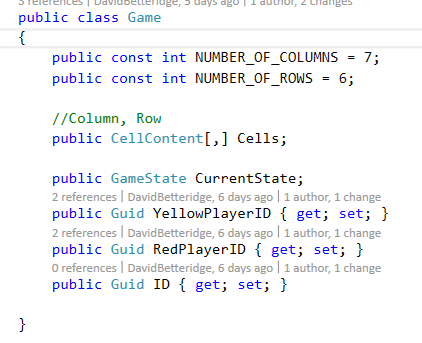 3 references | DavidBetteridge, 5 days ago | 1 author, 2 changes
public class Game
{
public const int NUMBER_OF_COLUMNS = 7;
public const int NUMBER_OF_ROWS = 6;
//Column, Row
public CellContent[,] Cells;
public GameState CurrentState;
2 references | DavidBetteridge, 6 days ago | 1 author, 1 change
public Guid YellowPlayerID { get; set; }
2 references | DavidBetteridge, 6 days ago | 1 author, 1 change
public Guid RedPlayerID { get; set; }
0 references | DavidBetteridge, 6 days ago | 1 author, 1 change
public Guid ID { get; set; }
}